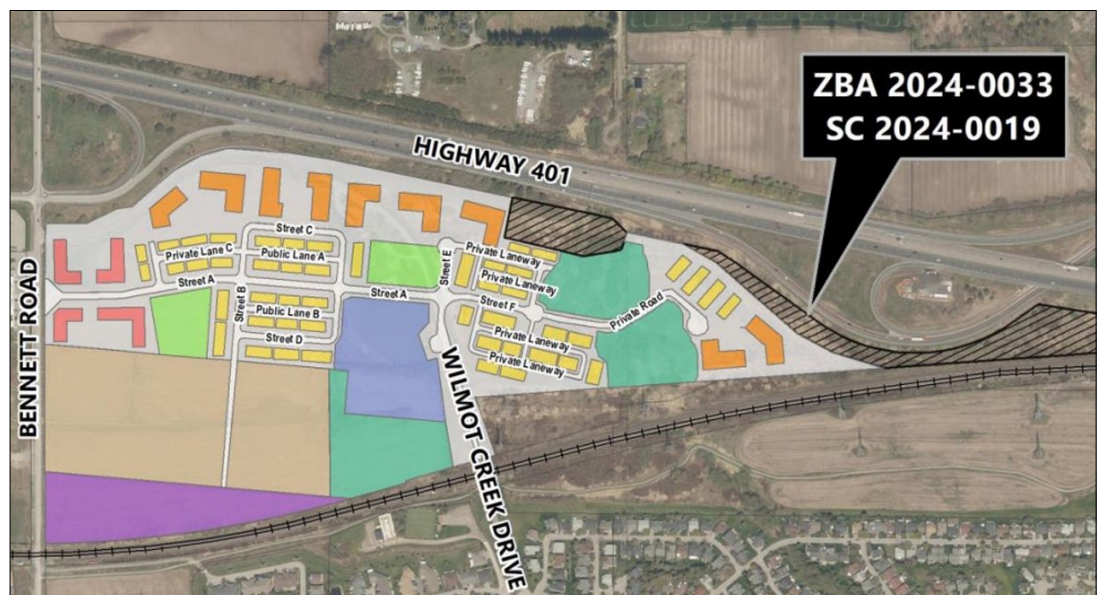 ZBA 2024-0033
SC 2024-0019
HIGHWAY 401
Street C
Private Lane C
Public Lane A
Street E
Private Laneway
Private Laneway
Street A
Street A
Street B
Street F
Private Road
Public Lane B
Street D
Private Laneway
Private Laneway
BENNETT ROAD
WILMOT CREEK DRIVE